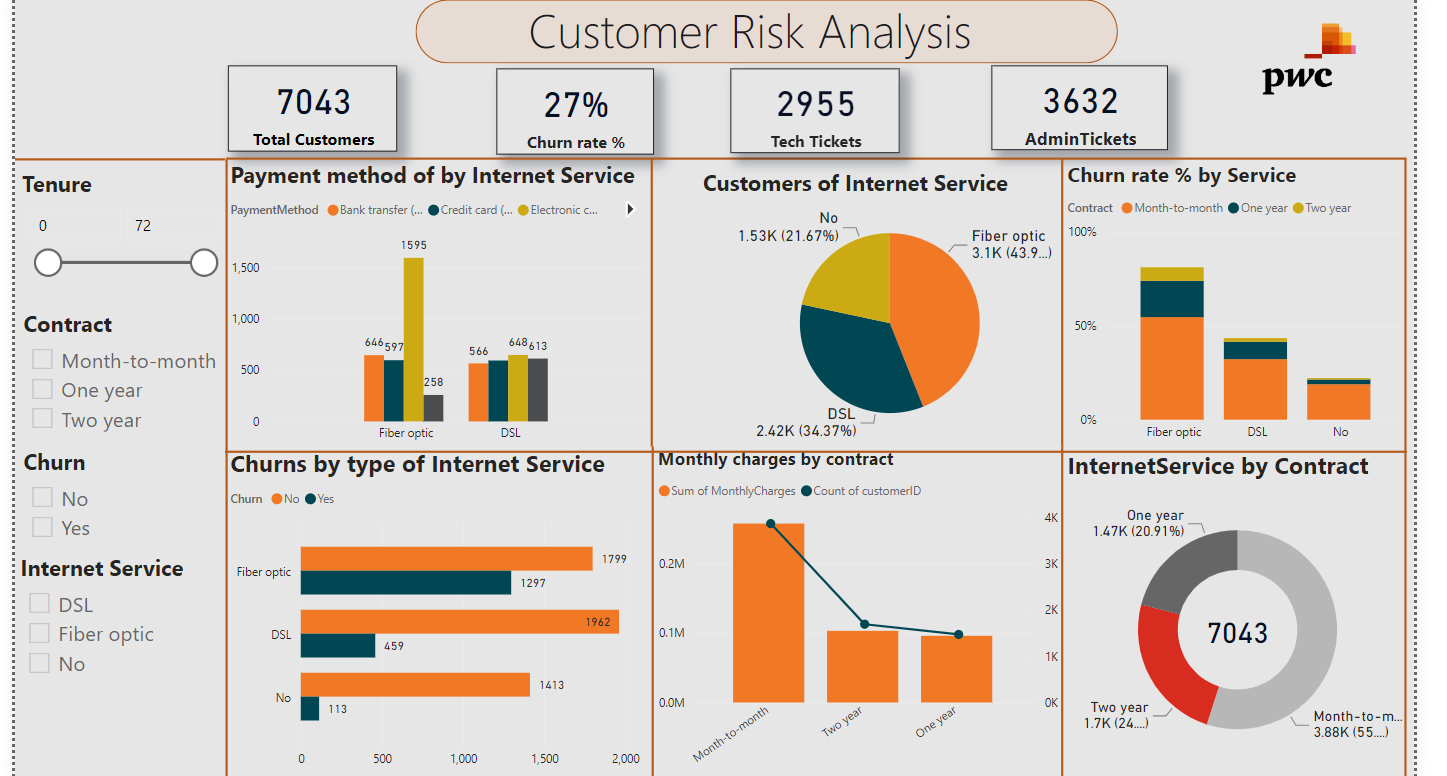 Customer Risk Analysis
pwc
7043
Total Customers
27%
Churn rate %
2955
Tech Tickets
3632
AdminTickets
Tenure
0 72
Contract
Month-to-month
One year
Two year
Churn
No
Yes
Internet Service
DSL
Fiber optic
No
Payment method of by Internet Service
PaymentMethod Bank transfer (... Credit card (... Electronic c...
1,500
1,000
500
0
646
597
1595
258
566
648
613
Fiber optic
DSL
Customers of Internet Service
No
1.53K (21.67%)
Fiber optic
3.1K (43.9...)
DSL
2.42K (34.37%)
Churn rate % by Service
Contract Month-to-month One year Two year
100%
50%
0%
Fiber optic
DSL
No
Churns by type of Internet Service
Churn No Yes
Fiber optic
1799
1297
DSL
1962
459
No
1413
113
0 500 1,000 1,500 2,000
Monthly charges by contract
Sum of MonthlyCharges Count of customerID
0.2M
0.1M
0.0M
4K
3K
2K
1K
0K
Month-to-month
Two year
One year
InternetService by Contract
One year
1.47K (20.91%)
7043
Two year
1.7K (24....)
Month-to-m...
3.88K (55....)